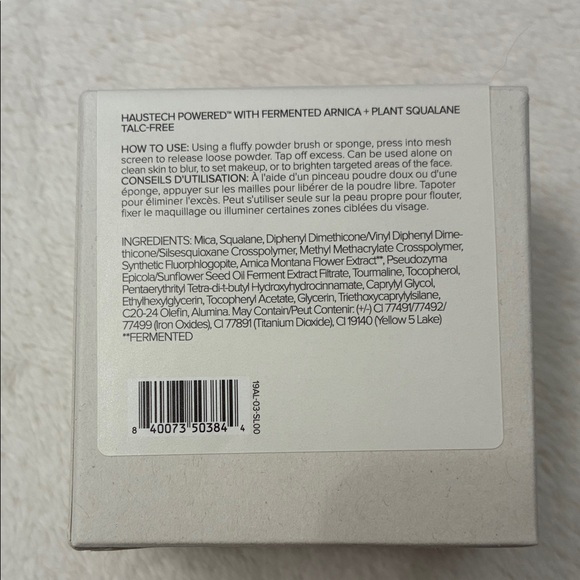 HAUSTECH POWERED™ WITH FERMENTED ARNICA + PLANT SQUALANE
TALC-FREE
HOW TO USE: Using a fluffy powder brush or sponge, press into mesh
screen to release loose powder. Tap off excess. Can be used alone on
clean skin to blur, to set makeup, or to brighten targeted areas of the face.
CONSEILS D'UTILISATION: À l'aide d'un pinceau poudre doux ou d'une
éponge, appuyer sur les mailles pour libérer de la poudre libre. Tapoter
pour éliminer l'excès. Peut s'utiliser seule sur la peau propre pour flouter,
fixer le maquillage ou illuminer certaines zones ciblées du visage.
INGREDIENTS: Mica, Squalane, Diphenyl Dimethicone/Vinyl Diphenyl Dime-
thicone/Silsesquioxane Crosspolymer, Methyl Methacrylate Crosspolymer,
Synthetic Fluorphlogopite, Arnica Montana Flower Extract**, Pseudozyma
Epicola/Sunflower Seed Oil Ferment Extract Filtrate, Tourmaline, Tocopherol,
Pentaerythrityl Tetra-di-t-butyl Hydroxyhydrocinnamate, Caprylyl Glycol,
Ethylhexylglycerin, Tocopheryl Acetate, Glycerin, Triethoxycaprylylsilane,
C20-24 Olefin, Alumina. May Contain/Peut Contenir: (+/-) CI 77491/77492/
77499 (Iron Oxides), CI 77891 (Titanium Dioxide), CI 19140 (Yellow 5 Lake)
**FERMENTED
19AL-03-SL00
8 40073 50384 4